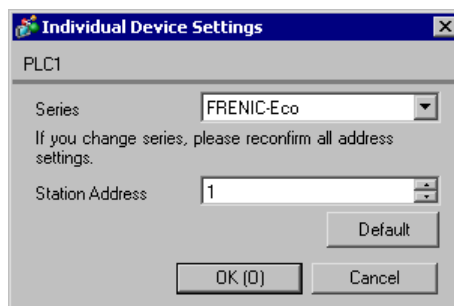 Individual Device Settings
PLC1
Series FRENIC-Eco
If you change series, please reconfirm all address
settings.
Station Address 1
Default
OK (O) Cancel